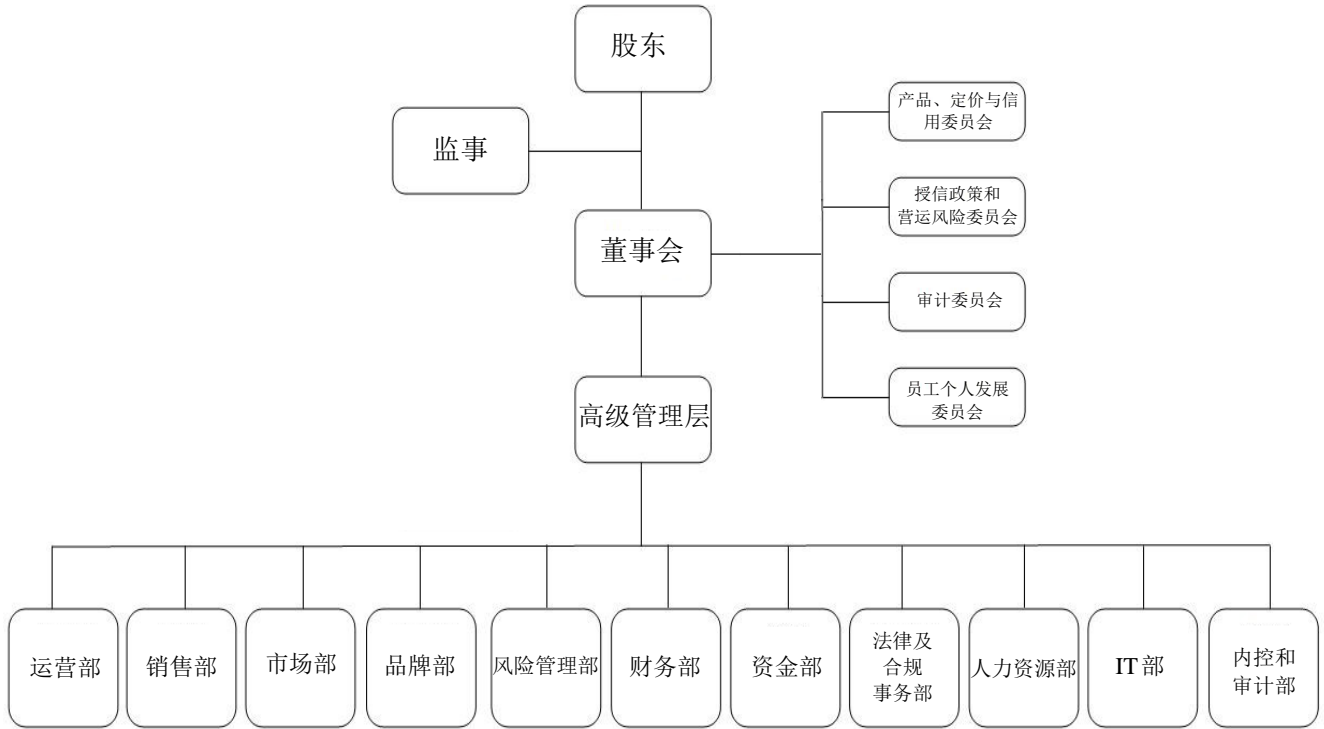 股东
监事
董事会
高级管理层
产品、定价与信
用委员会
授信政策和
营运风险委员会
审计委员会
员工个人发展
委员会
运营部
销售部
市场部
品牌部
风险管理部
财务部
资金部
法律及
合规
事务部
人力资源部
IT部
内控和
审计部